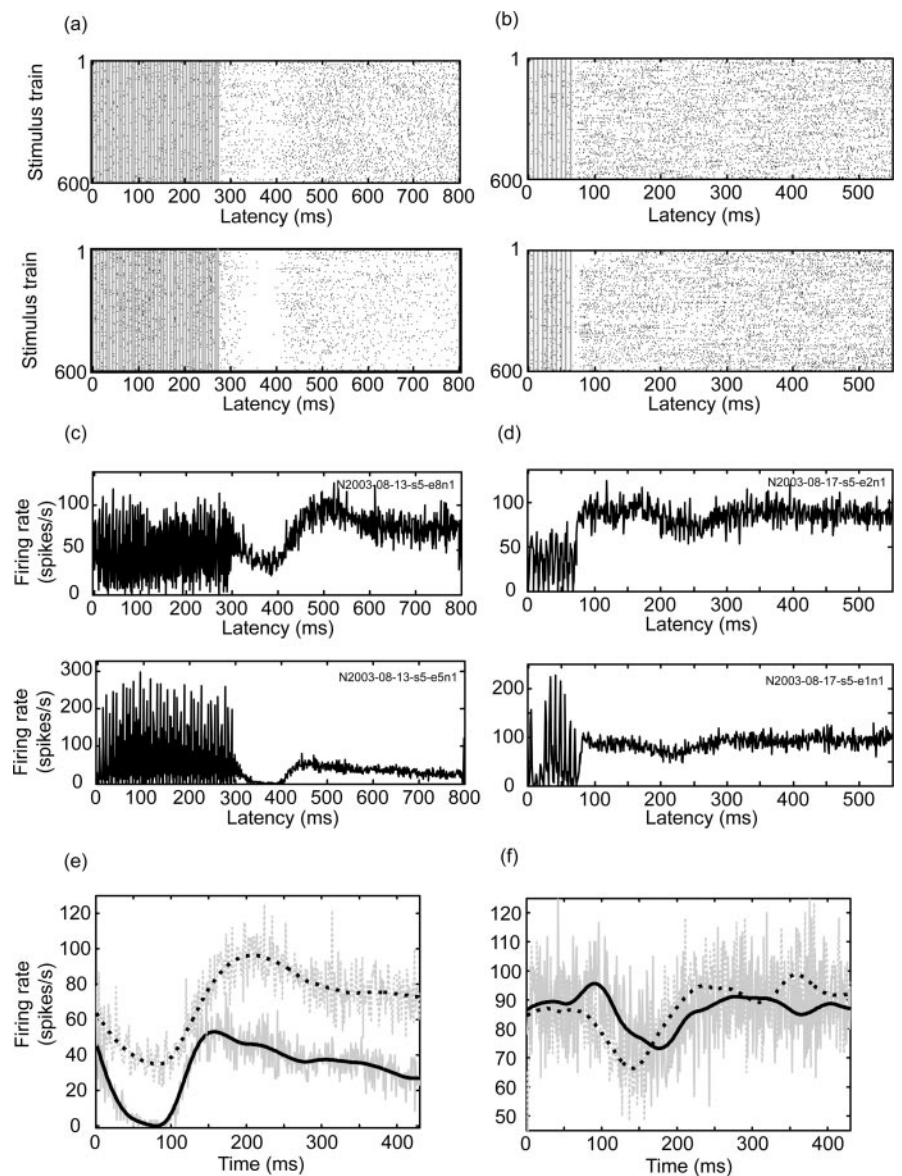 (a)
(b)
Stimulus train
1
600
0 100 200 300 400 500 600 700 800
Latency (ms)
1
600
0 100 200 300 400 500
Latency (ms)
Stimulus train
1
600
0 100 200 300 400 500 600 700 800
Latency (ms)
1
600
0 100 200 300 400 500
Latency (ms)
(c)
(d)
Firing rate
(spikes/s)
100
50
0
N2003-08-13-s5-e8n1
0 100 200 300 400 500 600 700 800
Latency (ms)
100
50
0
N2003-08-17-s5-e2n1
0 100 200 300 400 500
Latency (ms)
Firing rate
(spikes/s)
300
200
100
0
N2003-08-13-s5-e5n1
0 100 200 300 400 500 600 700 800
Latency (ms)
200
100
0
N2003-08-17-s5-e1n1
0 100 200 300 400 500
Latency (ms)
(e)
(f)
Firing rate
(spikes/s)
120
100
80
60
40
20
0
0 100 200 300 400
Time (ms)
120
110
100
90
80
70
60
50
0 100 200 300 400
Time (ms)